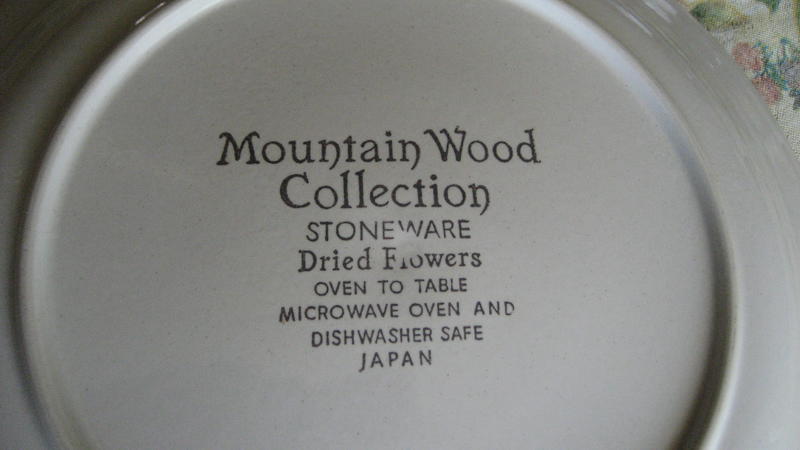 Mountain Wood
Collection
STONEWARE
Dried Flowers
OVEN TO TABLE
MICROWAVE OVEN AND
DISHWASHER SAFE
JAPAN